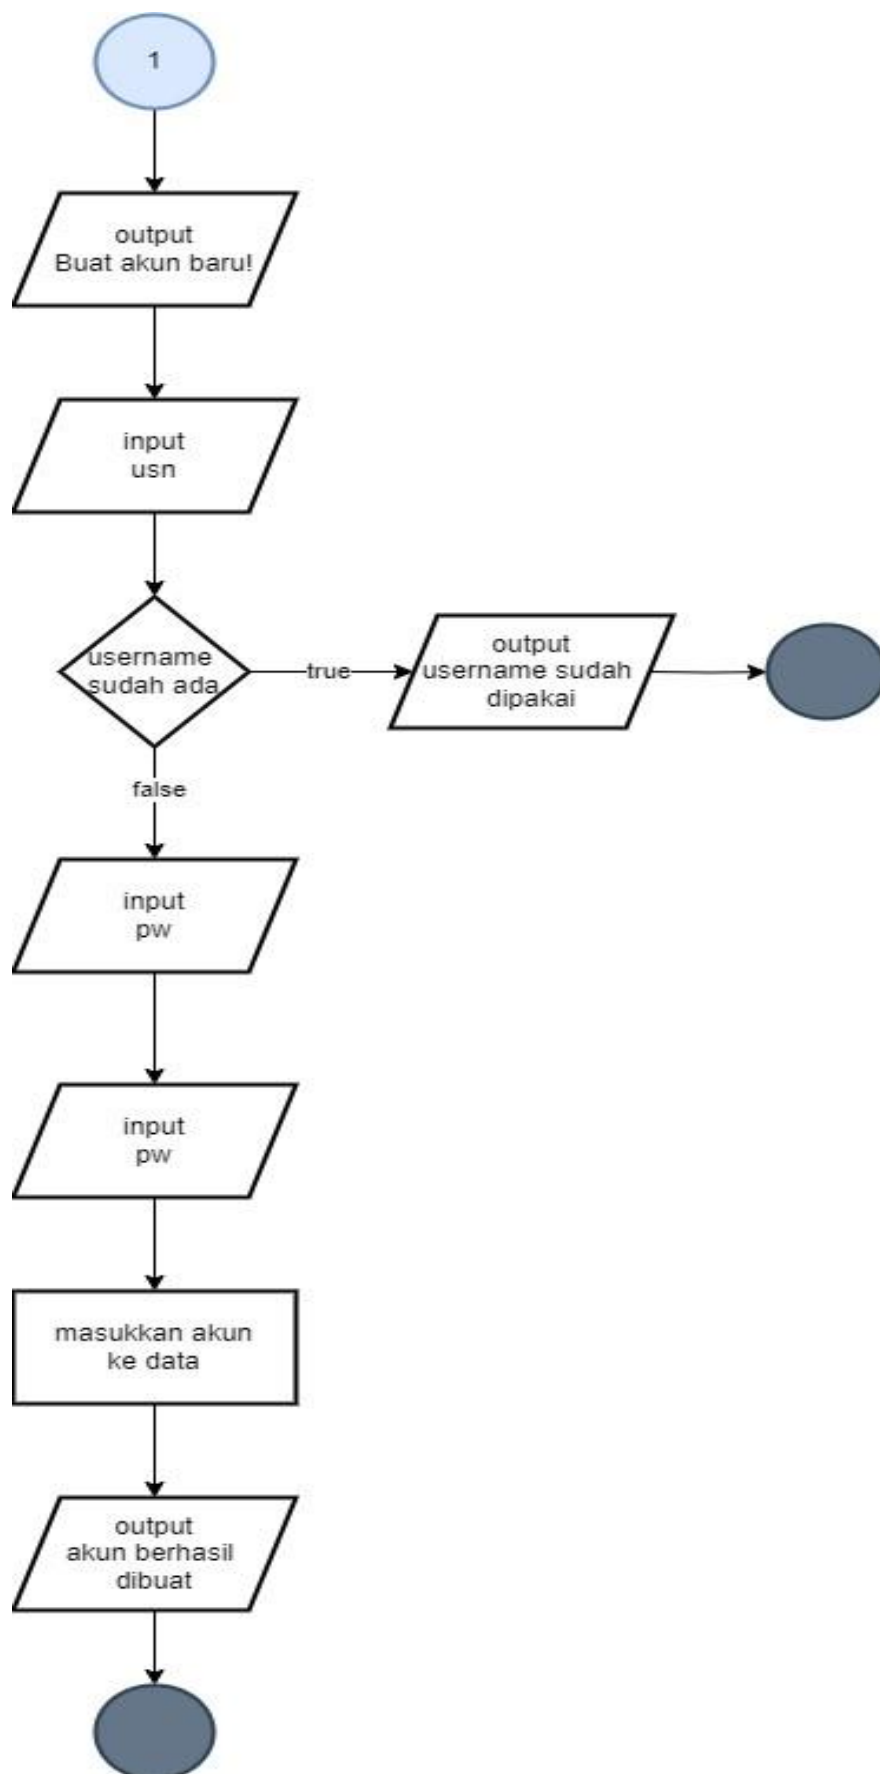 1
output
Buat akun baru!
input
usn
username
sudah ada
true
output
username sudah
dipakai
false
input
pw
input
pw
masukkan akun
ke data
output
akun berhasil
dibuat